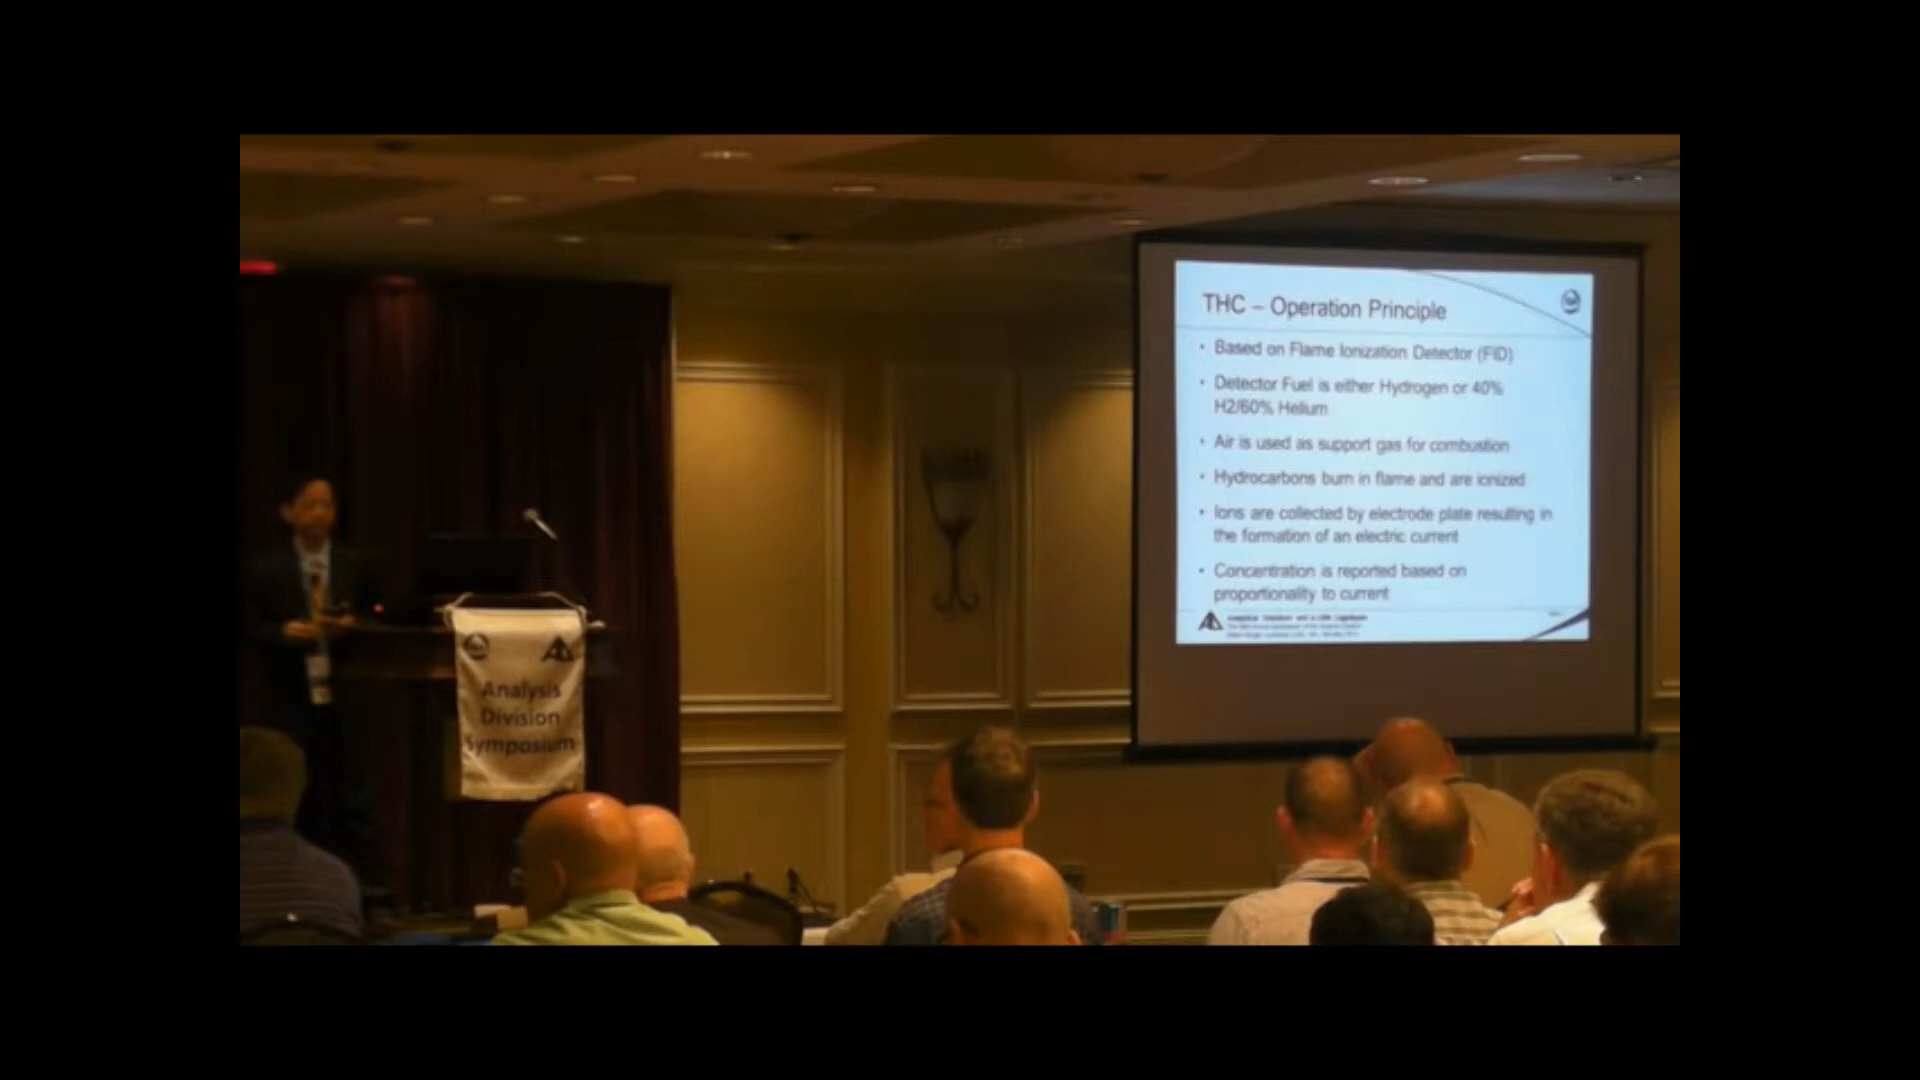 THC – Operation Principle
• Based on Flame Ionization Detector (FID)
• Detector Fuel is either Hydrogen or 40%
H2/60% Helium
• Air is used as support gas for combustion
• Hydrocarbons burn in flame and are ionized
• Ions are collected by electrode plate resulting in
the formation of an electric current
• Concentration is reported based on
proportionality to current
Analysis
Division
Symposium